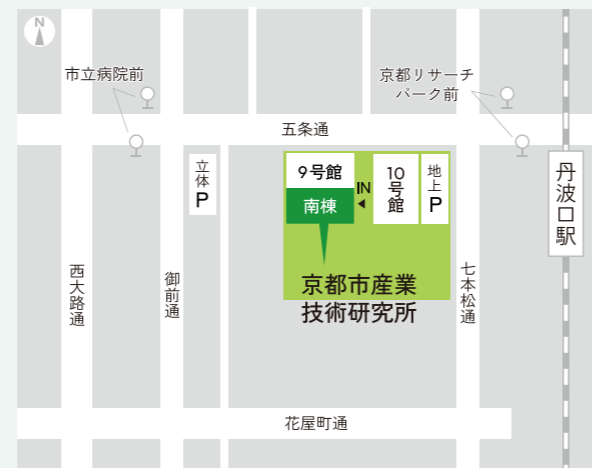 N
市立病院前
京都リサーチ
パーク前
五条通
立体
P
9号館
南棟
IN
10号館
地上
P
丹波口駅
京都市産業
技術研究所
西大路通
御前通
七本松通
花屋町通